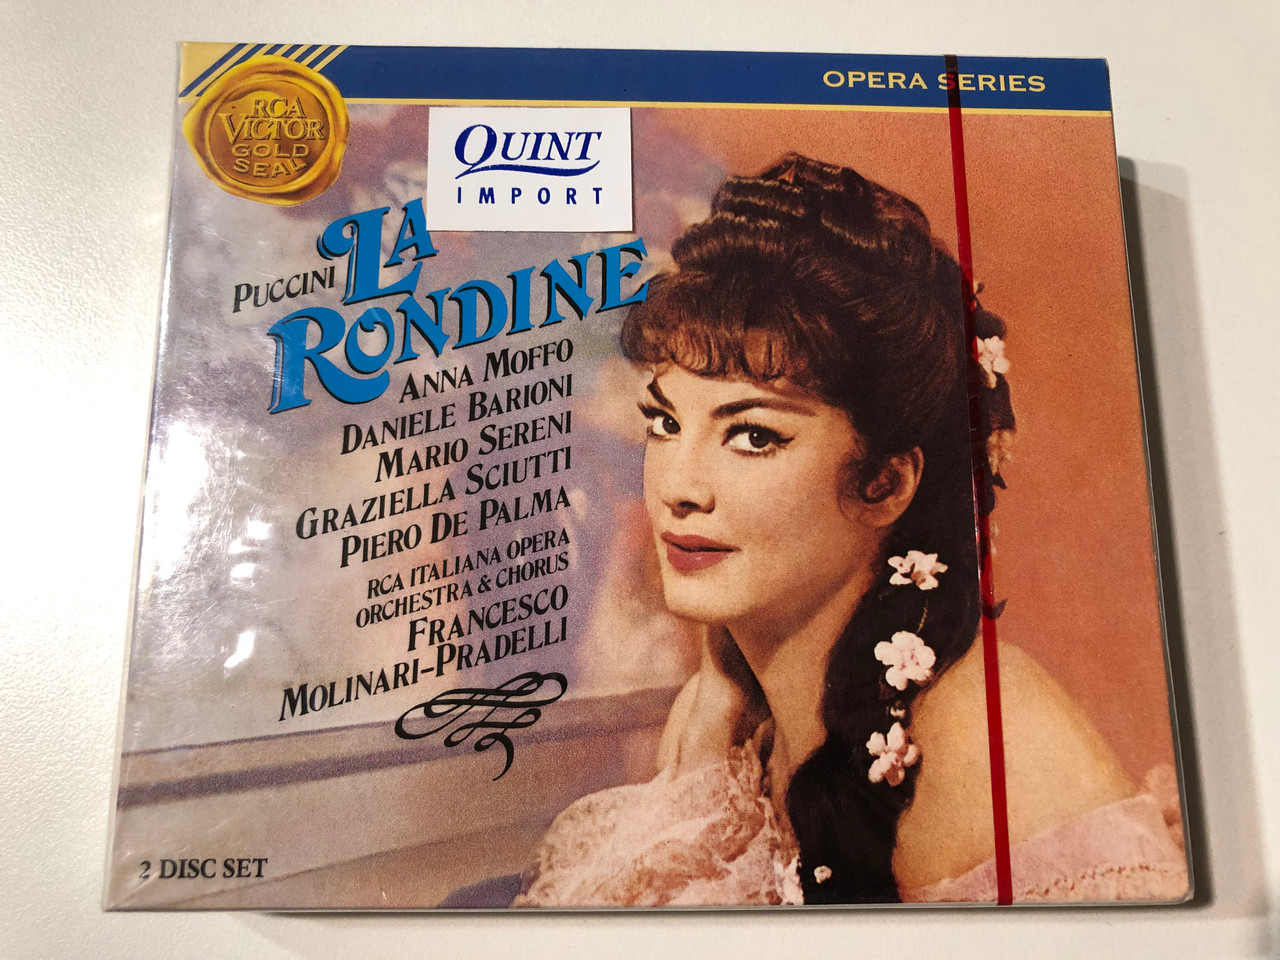 OPERA SERIES
RCA
VICTOR
GOLD
SEAL
QUINT
IMPORT
PUCCINI
LA
RONDINE
ANNA MOFFO
DANIELE BARIONI
MARIO SERENI
GRAZIELLA SCIUTTI
PIERO DE PALMA
RCA ITALIANA OPERA
ORCHESTRA & CHORUS
FRANCESCO
MOLINARI-PRADELLI
2 DISC SET